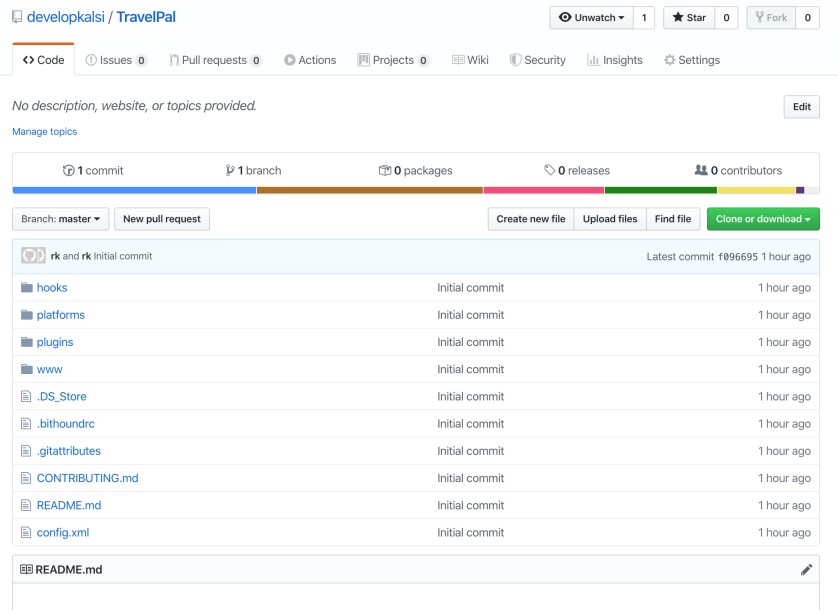 developkalsi / TravelPal
Unwatch 1 Star 0 Fork 0
Code Issues 0 Pull requests 0 Actions Projects 0 Wiki Security Insights Settings
No description, website, or topics provided. Edit
Manage topics
1 commit 1 branch 0 packages 0 releases 0 contributors
Branch: master New pull request Create new file Upload files Find file Clone or download
rk and rk Initial commit Latest commit f096695 1 hour ago
hooks Initial commit 1 hour ago
platforms Initial commit 1 hour ago
plugins Initial commit 1 hour ago
www Initial commit 1 hour ago
.DS_Store Initial commit 1 hour ago
.bithoundrc Initial commit 1 hour ago
.gitattributes Initial commit 1 hour ago
CONTRIBUTING.md Initial commit 1 hour ago
README.md Initial commit 1 hour ago
config.xml Initial commit 1 hour ago
README.md